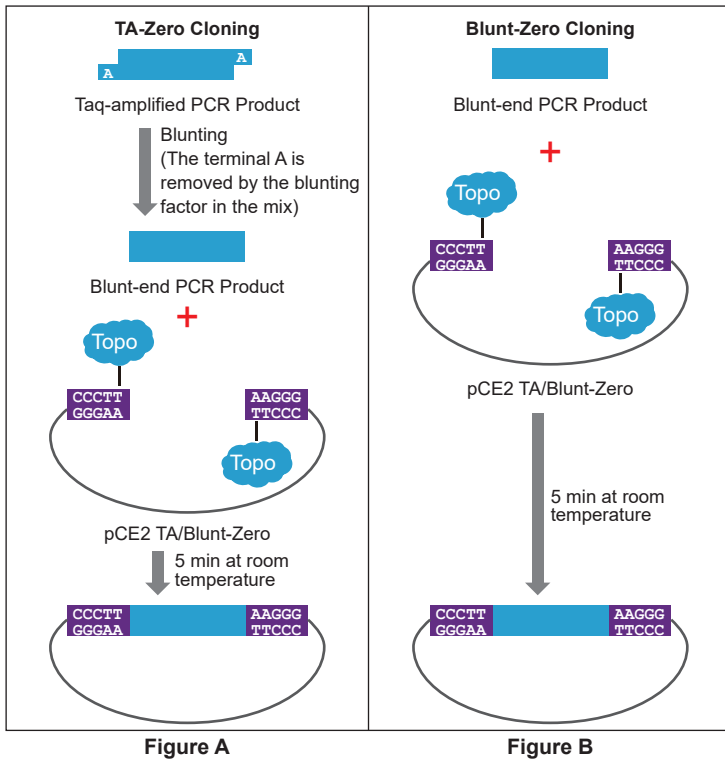 TA-Zero Cloning
A
A
Taq-amplified PCR Product
Blunting
(The terminal A is
removed by the blunting
factor in the mix)
Blunt-end PCR Product
+
Topo
CCCTT
GGGAA
AAGGG
TTCCC
Topo
pCE2 TA/Blunt-Zero
5 min at room
temperature
CCCTT
GGGAA
AAGGG
TTCCC
Figure A
Blunt-Zero Cloning
Blunt-end PCR Product
+
Topo
CCCTT
GGGAA
AAGGG
TTCCC
Topo
pCE2 TA/Blunt-Zero
5 min at room
temperature
CCCTT
GGGAA
AAGGG
TTCCC
Figure B